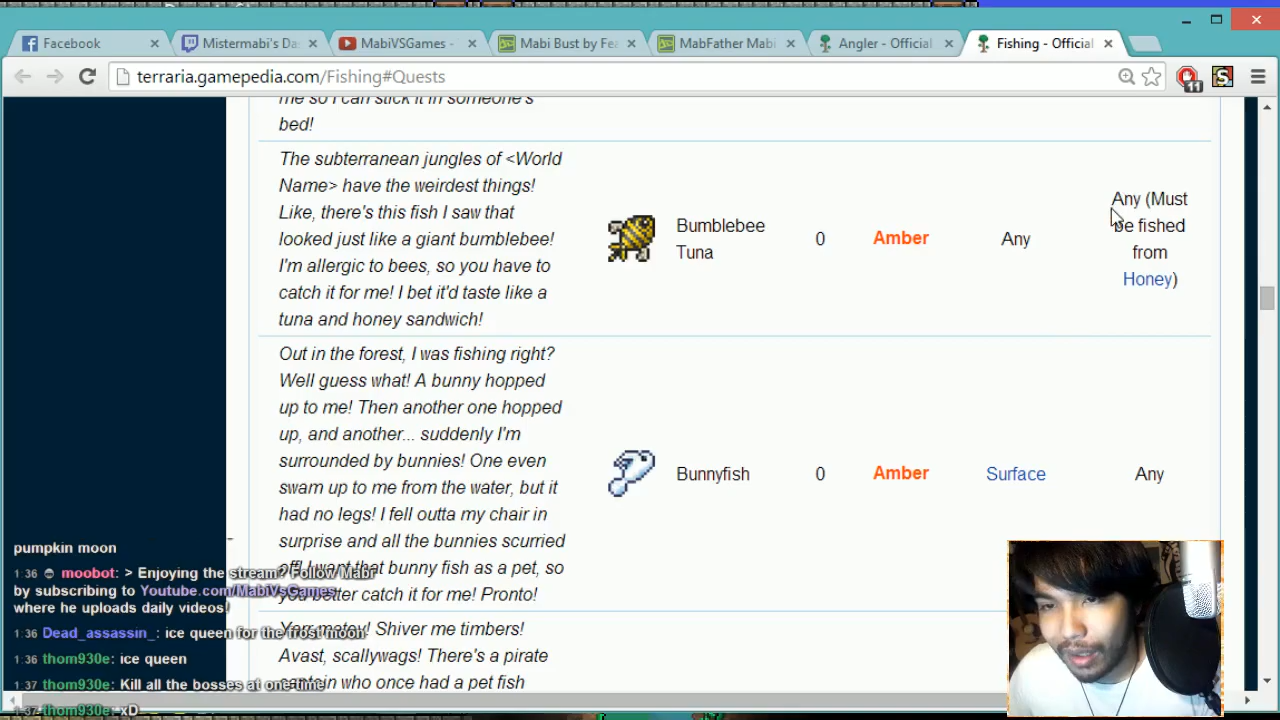 Facebook
Mistermabi's Da
MabiVSGames -
Mabi Bust by Fea
MabFather Mabi
Angler - Official
Fishing - Official
terraria.gamepedia.com/Fishing#Quests
11
me so I can stick it in someone's
bed!
The subterranean jungles of <World
Name> have the weirdest things!
Like, there's this fish I saw that
looked just like a giant bumblebee!
I'm allergic to bees, so you have to
catch it for me! I bet it'd taste like a
tuna and honey sandwich!
Bumblebee
Tuna
0
Amber
Any
Any (Must
be fished
from
Honey)
Out in the forest, I was fishing right?
Well guess what! A bunny hopped
up to me! Then another one hopped
up, and another... suddenly I'm
surrounded by bunnies! One even
swam up to me from the water, but it
had no legs! I fell outta my chair in
surprise and all the bunnies scurried
off! I want that bunny fish as a pet, so
you better catch it for me! Pronto!
Bunnyfish
0
Amber
Surface
Any
Yarr matey! Shiver me timbers!
Avast, scallywags! There's a pirate
captain who once had a pet fish
pumpkin moon
1:36 moobot: > Enjoying the stream? Follow Mabi
by subscribing to Youtube.com/MabiVsGames
where he uploads daily videos!
1:36 Dead_assassin_: ice queen for the frost moon
1:36 thom930e: ice queen
1:37 thom930e: Kill all the bosses at one time
1:37 thom930e: xD